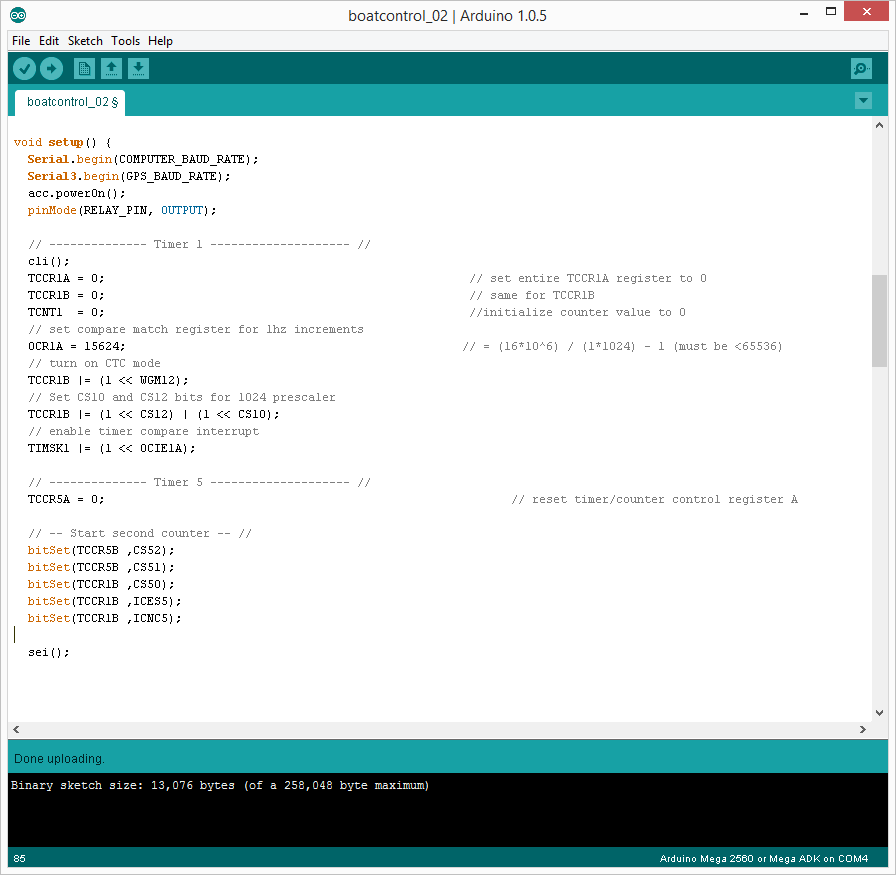 boatcontrol_02 | Arduino 1.0.5
File Edit Sketch Tools Help
boatcontrol_02 §
void setup() {
Serial.begin(COMPUTER_BAUD_RATE);
Serial3.begin(GPS_BAUD_RATE);
acc.powerOn();
pinMode(RELAY_PIN, OUTPUT);
// -------------- Timer 1 -------------------- //
cli();
TCCR1A = 0; // set entire TCCR1A register to 0
TCCR1B = 0; // same for TCCR1B
TCNT1  = 0; //initialize counter value to 0
// set compare match register for 1hz increments
OCR1A = 15624; // = (16*10^6) / (1*1024) - 1 (must be <65536)
// turn on CTC mode
TCCR1B |= (1 << WGM12);
// Set CS10 and CS12 bits for 1024 prescaler
TCCR1B |= (1 << CS12) | (1 << CS10);
// enable timer compare interrupt
TIMSK1 |= (1 << OCIE1A);
// -------------- Timer 5 -------------------- //
TCCR5A = 0; // reset timer/counter control register A
// -- Start second counter -- //
bitSet(TCCR5B ,CS52);
bitSet(TCCR5B ,CS51);
bitSet(TCCR1B ,CS50);
bitSet(TCCR1B ,ICES5);
bitSet(TCCR1B ,ICNC5);
sei();
Done uploading.
Binary sketch size: 13,076 bytes (of a 258,048 byte maximum)
85 Arduino Mega 2560 or Mega ADK on COM4